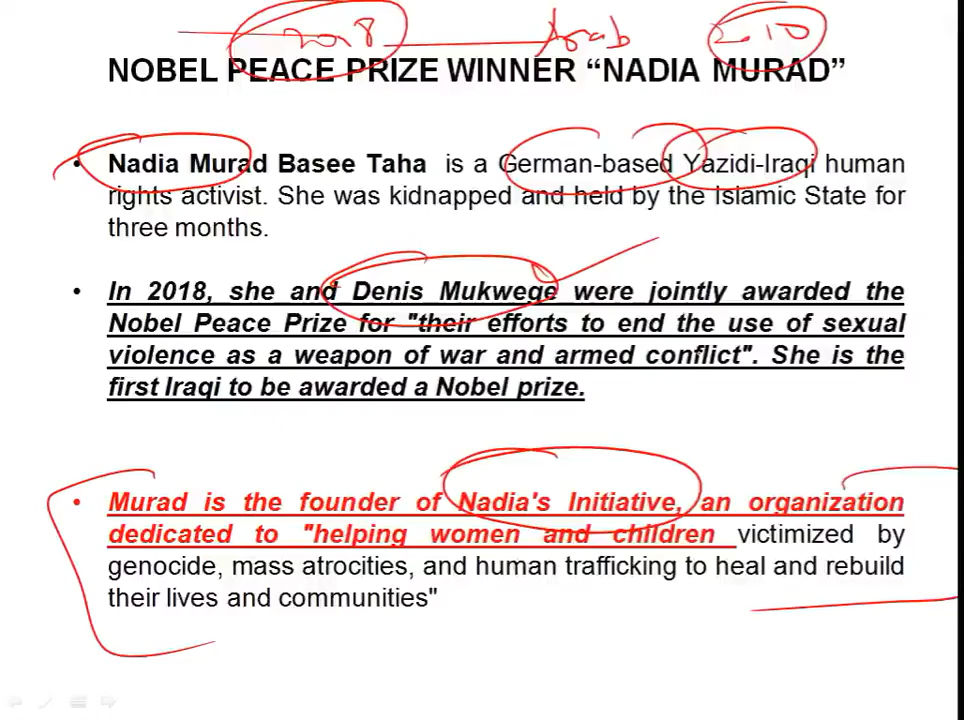 2018 Arab 2010
NOBEL PEACE PRIZE WINNER “NADIA MURAD”
• Nadia Murad Basee Taha is a German-based Yazidi-Iraqi human
rights activist. She was kidnapped and held by the Islamic State for
three months.
• In 2018, she and Denis Mukwege were jointly awarded the
Nobel Peace Prize for "their efforts to end the use of sexual
violence as a weapon of war and armed conflict". She is the
first Iraqi to be awarded a Nobel prize.
• Murad is the founder of Nadia's Initiative, an organization
dedicated to "helping women and children victimized by
genocide, mass atrocities, and human trafficking to heal and rebuild
their lives and communities"